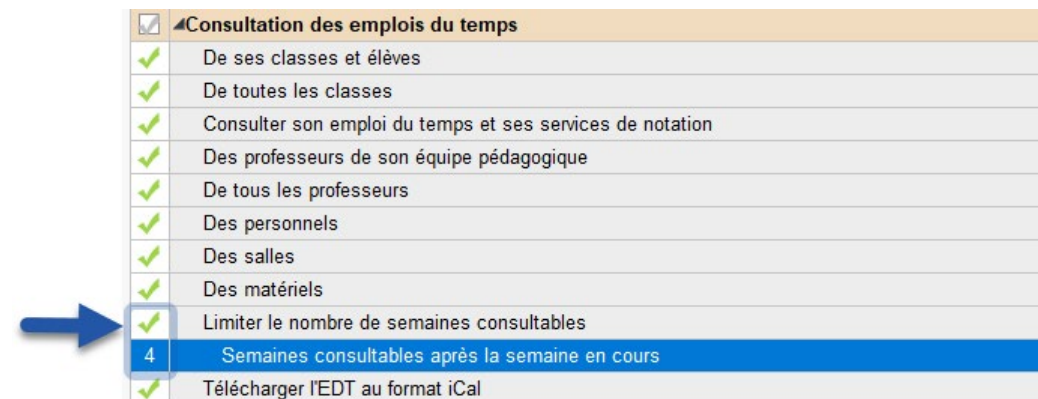 Consultation des emplois du temps
De ses classes et élèves
De toutes les classes
Consulter son emploi du temps et ses services de notation
Des professeurs de son équipe pédagogique
De tous les professeurs
Des personnels
Des salles
Des matériels
Limiter le nombre de semaines consultables
4 Semaines consultables après la semaine en cours
Télécharger l'EDT au format iCal